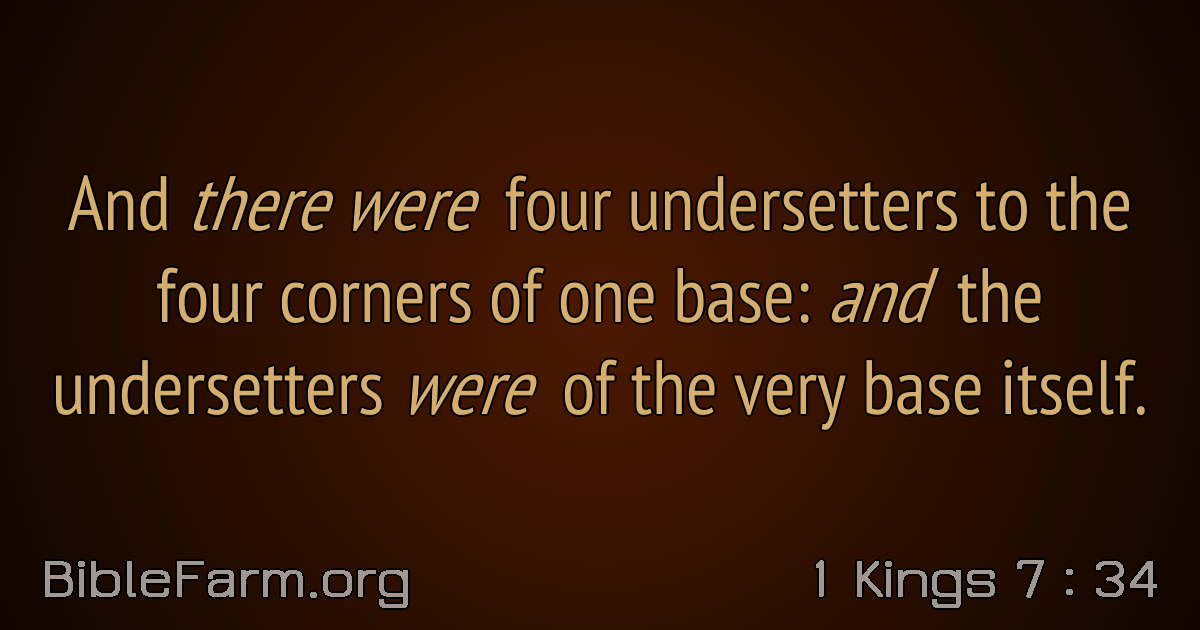 And there were four undersetters to the
four corners of one base: and the
undersetters were of the very base itself.
BibleFarm.org
1 Kings 7 : 34